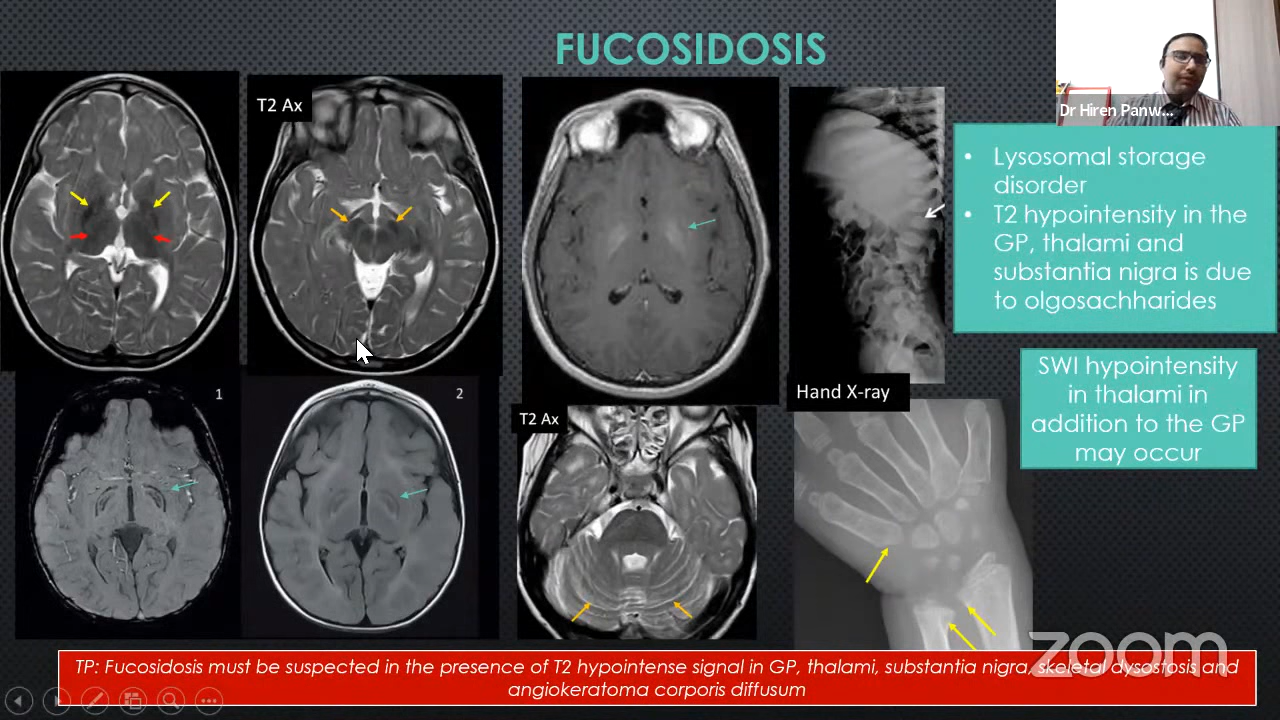 FUCOSIDOSIS
T2 Ax
Dr Hiren Panw...
• Lysosomal storage
disorder
• T2 hypointensity in the
GP, thalami and
substantia nigra is due
to olgosachharides
1
2
T2 Ax
Hand X-ray
SWI hypointensity
in thalami in
addition to the GP
may occur
zoom
TP: Fucosidosis must be suspected in the presence of T2 hypointense signal in GP, thalami, substantia nigra, skeletal dysostosis and
angiokeratoma corporis diffusum